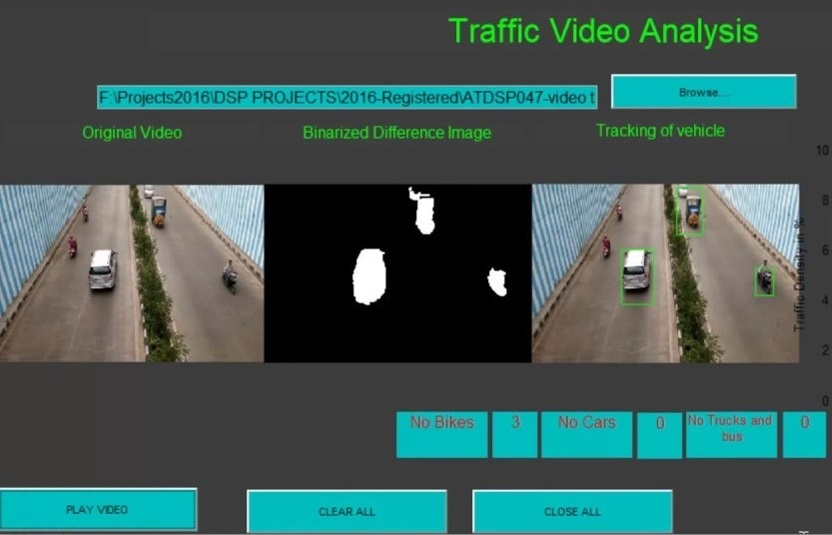 Traffic Video Analysis
F:\Projects2016\DSP PROJECTS\2016-Registered\ATDSP047-video t
Browse....
Original Video
Binarized Difference Image
Tracking of vehicle
10
8
6
4
2
0
Traffic Density in %
No Bikes
3
No Cars
0
No Trucks and
bus
0
PLAY VIDEO
CLEAR ALL
CLOSE ALL